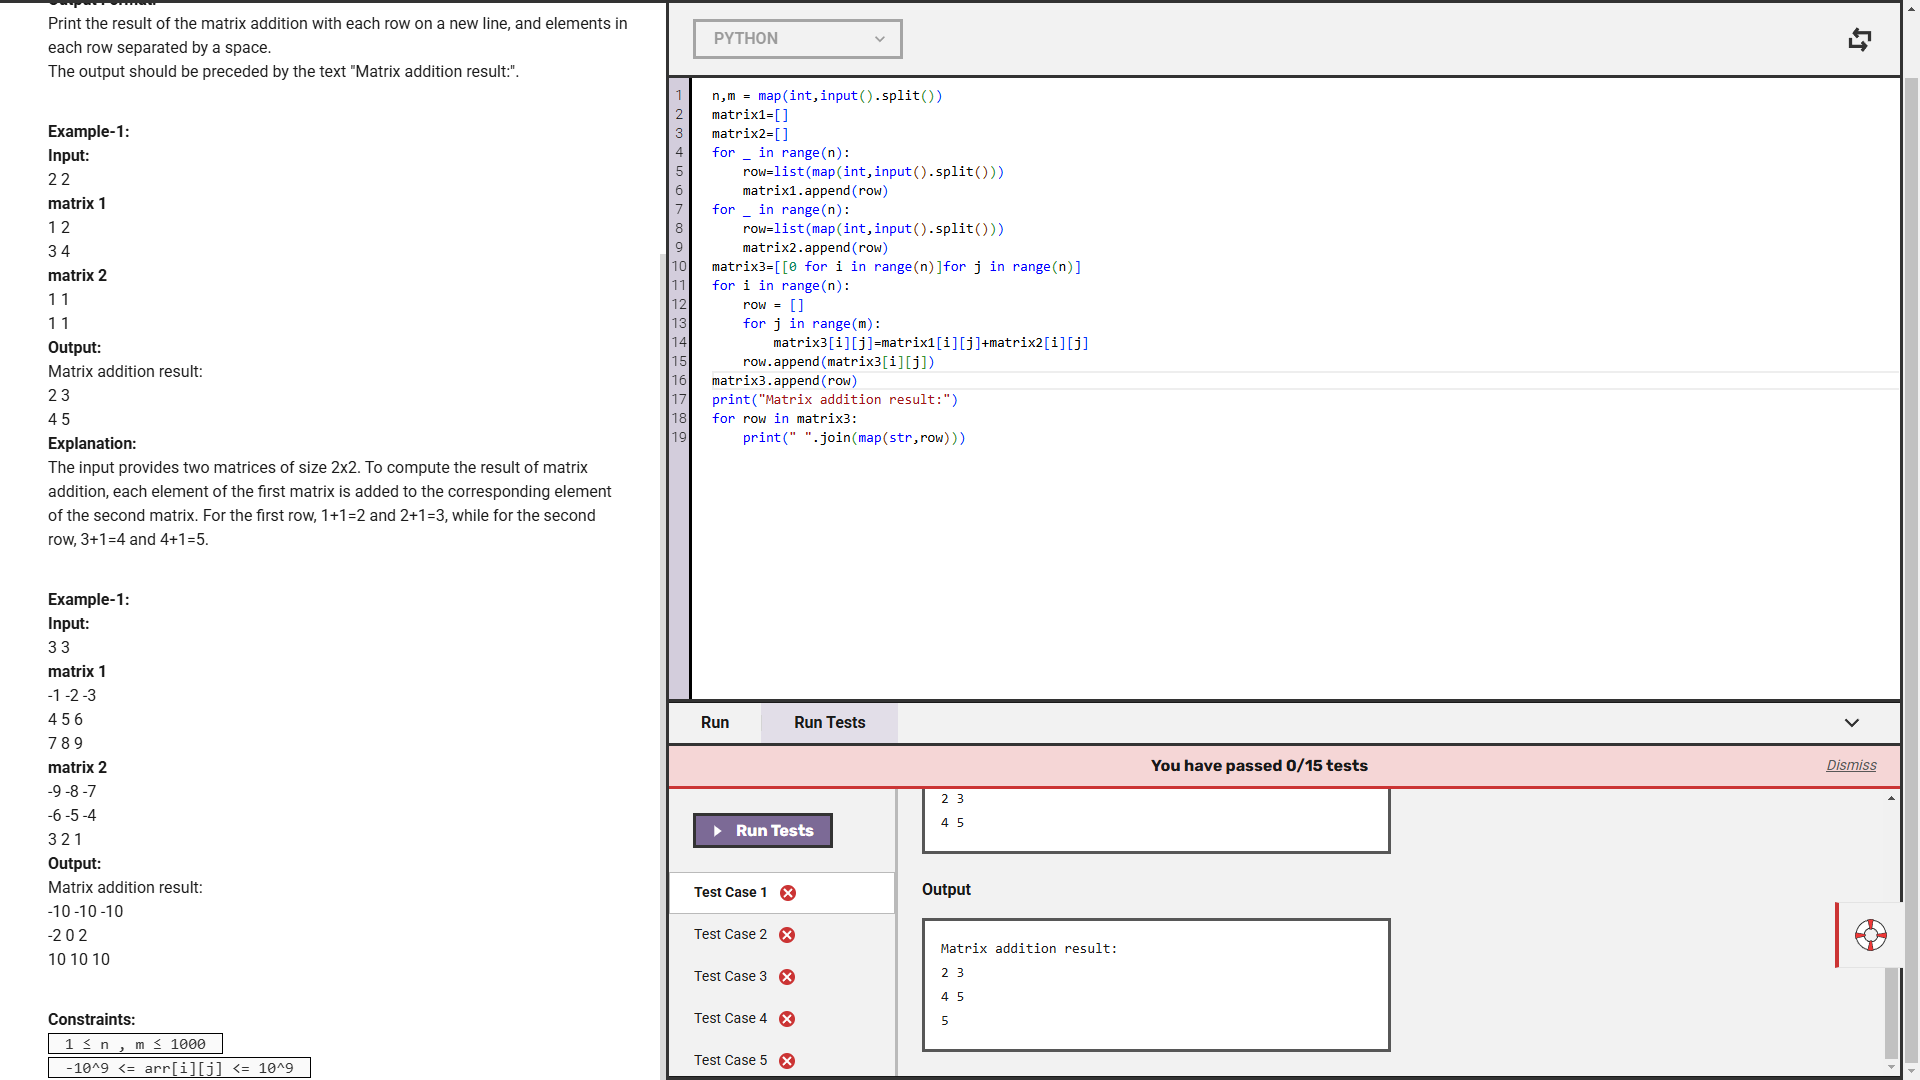 Output Format:
Print the result of the matrix addition with each row on a new line, and elements in
each row separated by a space.
The output should be preceded by the text "Matrix addition result:".
Example-1:
Input:
2 2
matrix 1
1 2
3 4
matrix 2
1 1
1 1
Output:
Matrix addition result:
2 3
4 5
Explanation:
The input provides two matrices of size 2x2. To compute the result of matrix
addition, each element of the first matrix is added to the corresponding element
of the second matrix. For the first row, 1+1=2 and 2+1=3, while for the second
row, 3+1=4 and 4+1=5.
Example-1:
Input:
3 3
matrix 1
-1 -2 -3
4 5 6
7 8 9
matrix 2
-9 -8 -7
-6 -5 -4
3 2 1
Output:
Matrix addition result:
-10 -10 -10
-2 0 2
10 10 10
Constraints:
1 ≤ n , m ≤ 1000
-10^9 <= arr[i][j] <= 10^9
PYTHON
1 n,m = map(int,input().split())
2 matrix1=[]
3 matrix2=[]
4 for _ in range(n):
5     row=list(map(int,input().split()))
6     matrix1.append(row)
7 for _ in range(n):
8     row=list(map(int,input().split()))
9     matrix2.append(row)
10 matrix3=[[0 for i in range(n)]for j in range(n)]
11 for i in range(n):
12     row = []
13     for j in range(m):
14         matrix3[i][j]=matrix1[i][j]+matrix2[i][j]
15     row.append(matrix3[i][j])
16 matrix3.append(row)
17 print("Matrix addition result:")
18 for row in matrix3:
19     print(" ".join(map(str,row)))
Run
Run Tests
You have passed 0/15 tests
Dismiss
Run Tests
Test Case 1
Test Case 2
Test Case 3
Test Case 4
Test Case 5
2 3
4 5
Output
Matrix addition result:
2 3
4 5
5